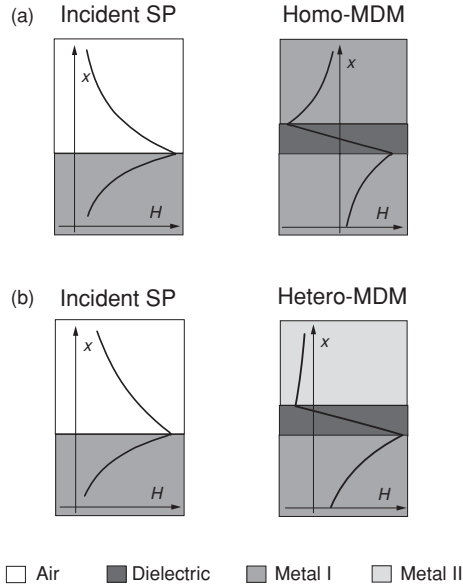 (a) Incident SP Homo-MDM
x x
H H
(b) Incident SP Hetero-MDM
x x
H H
Air Dielectric Metal I Metal II